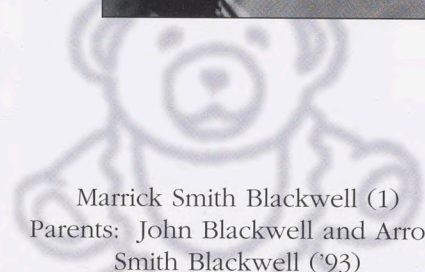 Marrick Smith Blackwell (1)
Parents: John Blackwell and Arro
Smith Blackwell ('93)